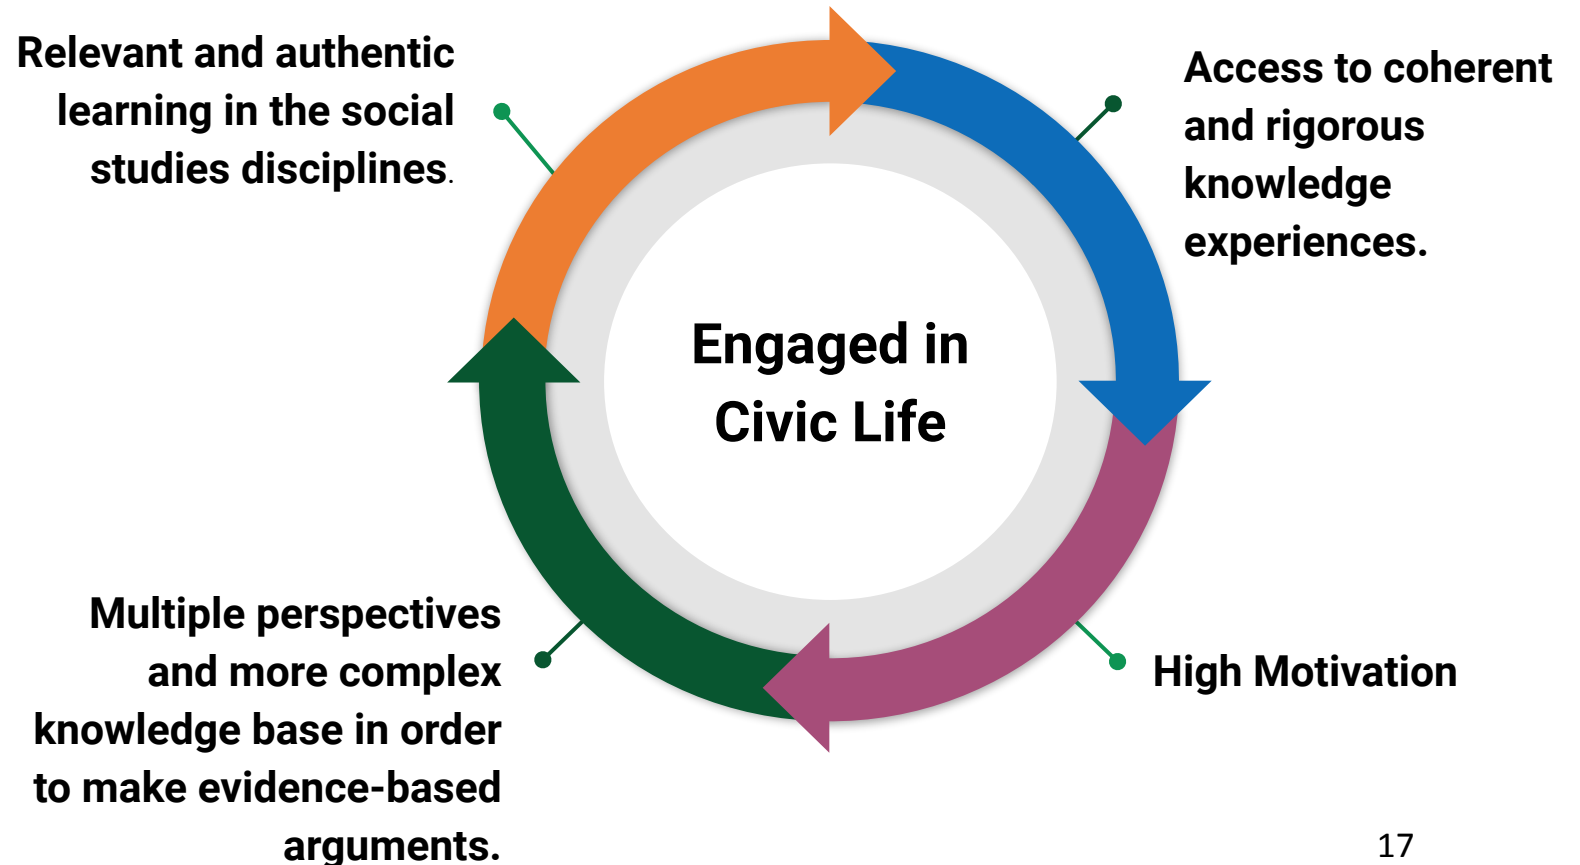 Relevant and authentic
learning in the social
studies disciplines.
Access to coherent
and rigorous
knowledge
experiences.
Engaged in
Civic Life
Multiple perspectives
and more complex
knowledge base in order
to make evidence-based
arguments.
High Motivation
17